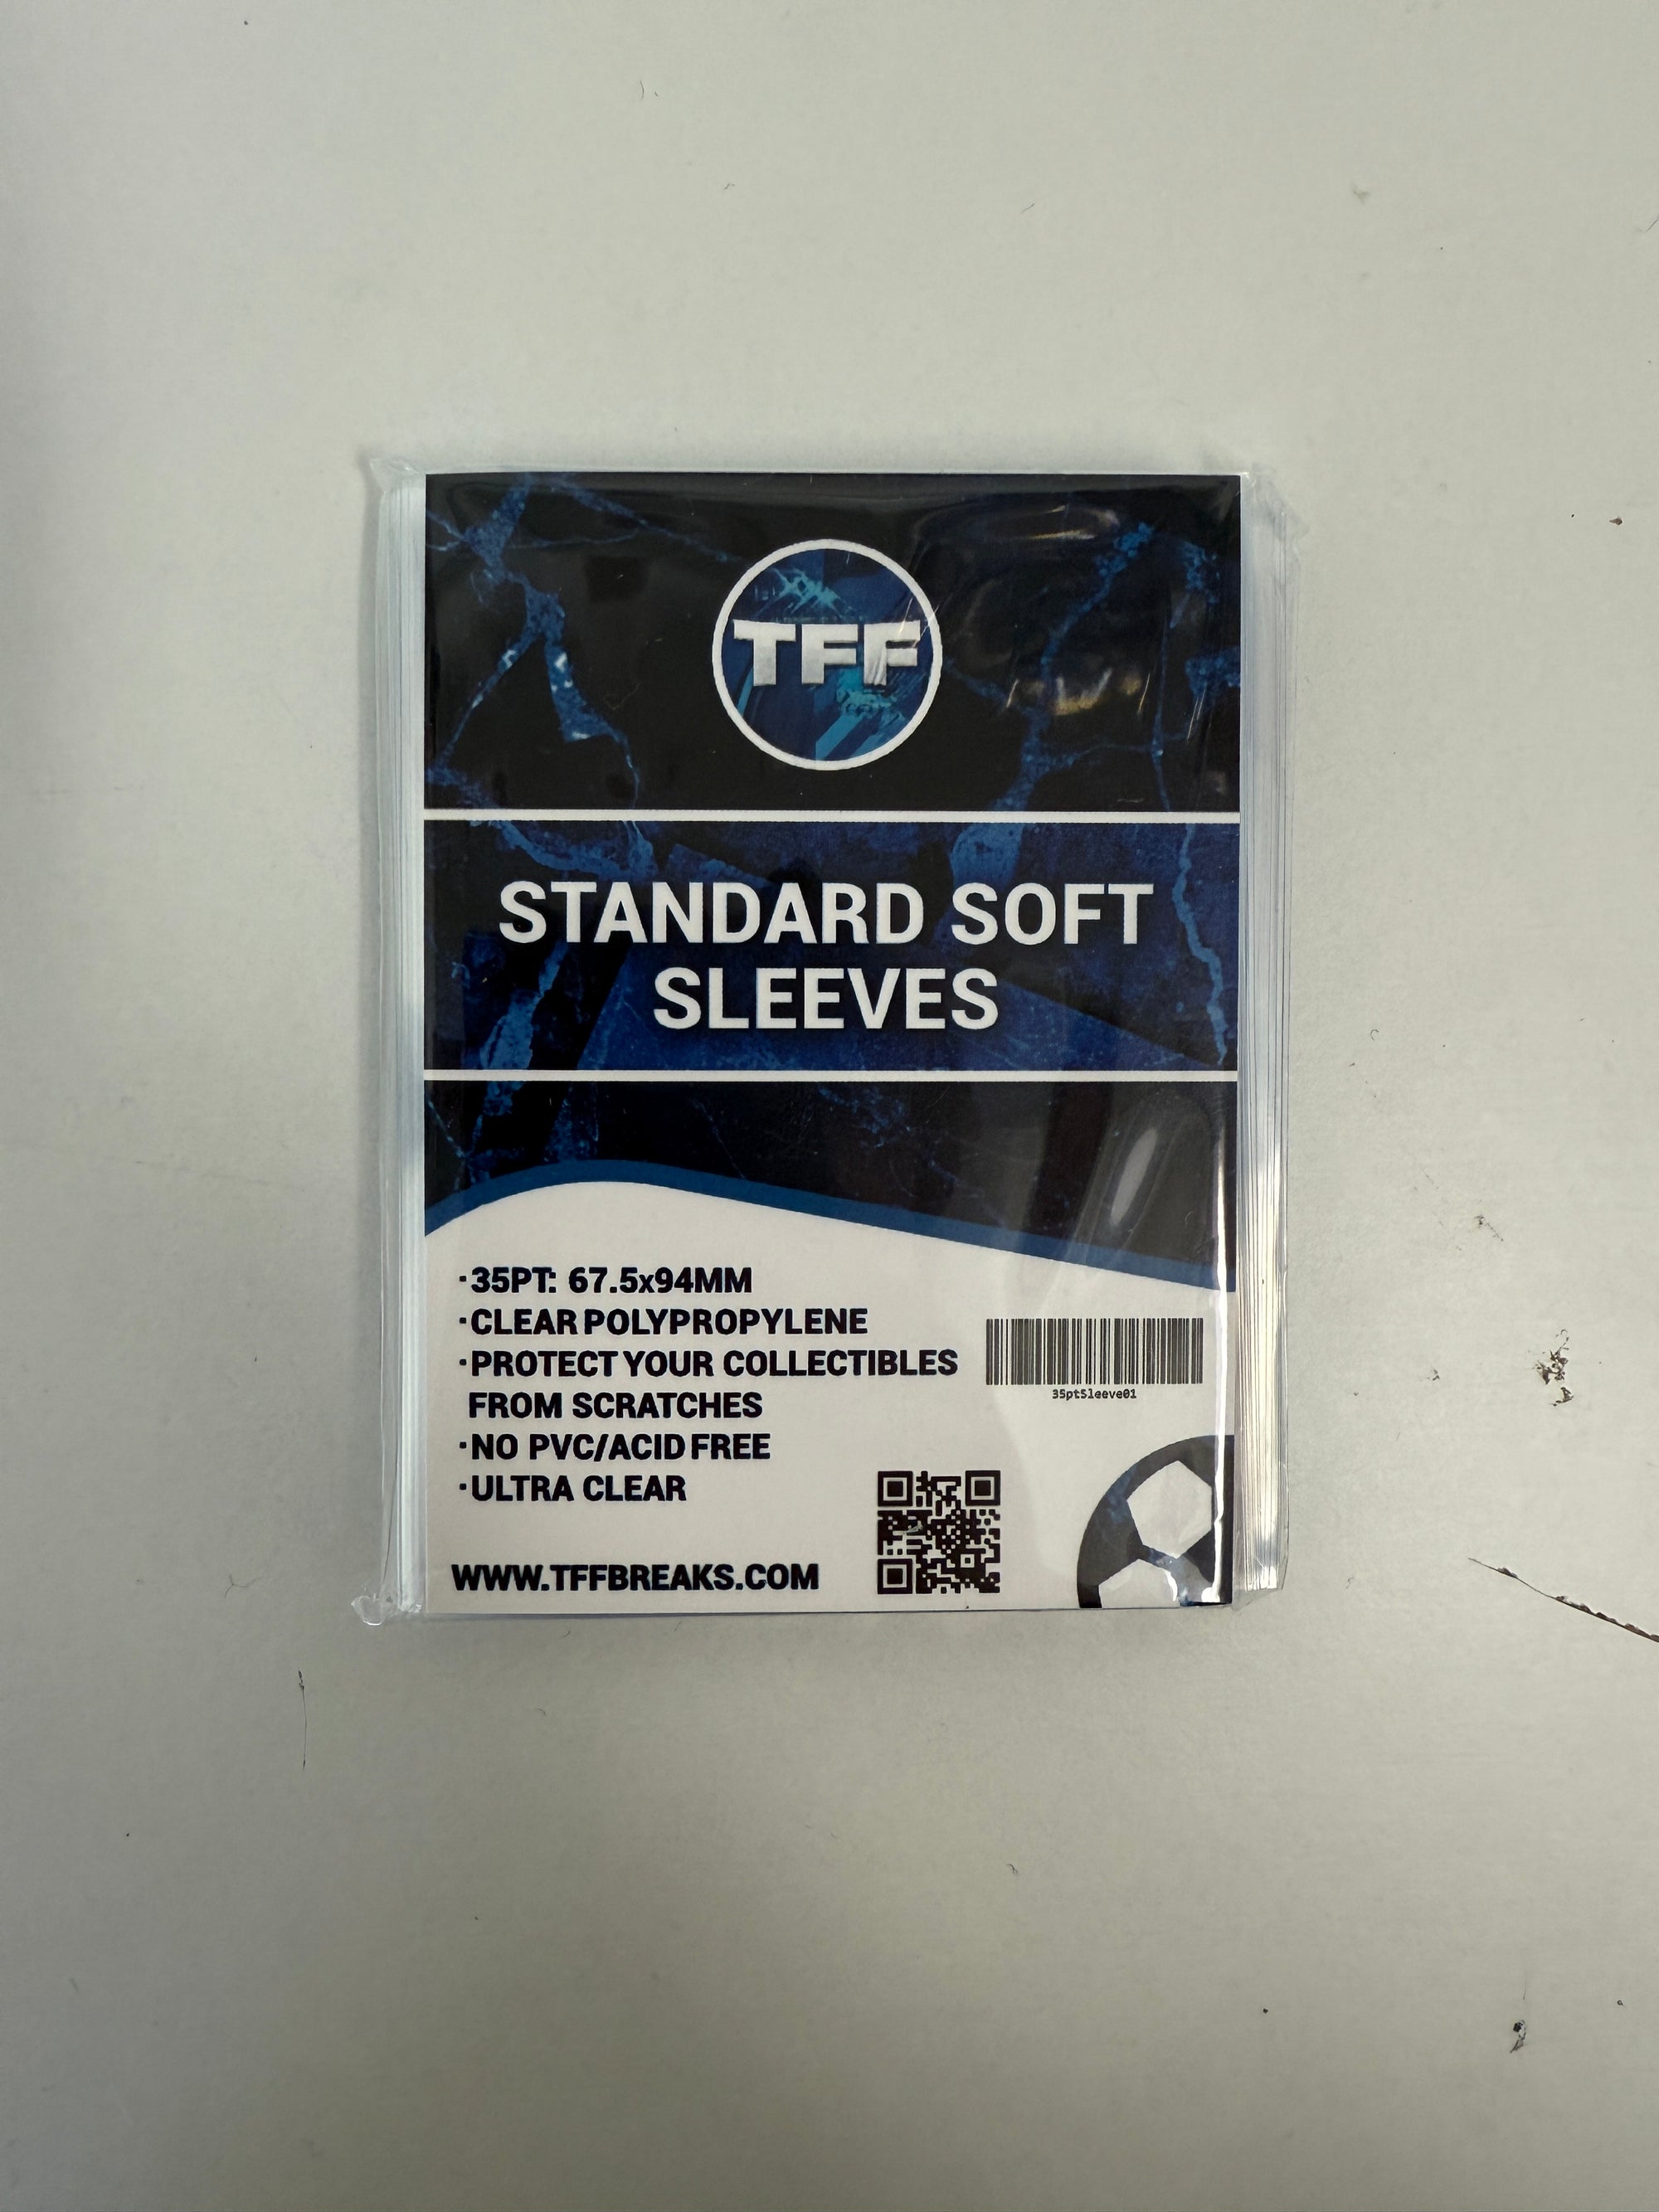 TFF
STANDARD SOFT
SLEEVES
·35PT: 67.5x94MM
·CLEAR POLYPROPYLENE
·PROTECT YOUR COLLECTIBLES
FROM SCRATCHES
·NO PVC/ACID FREE
·ULTRA CLEAR
35ptSleeve01
WWW.TFFBREAKS.COM